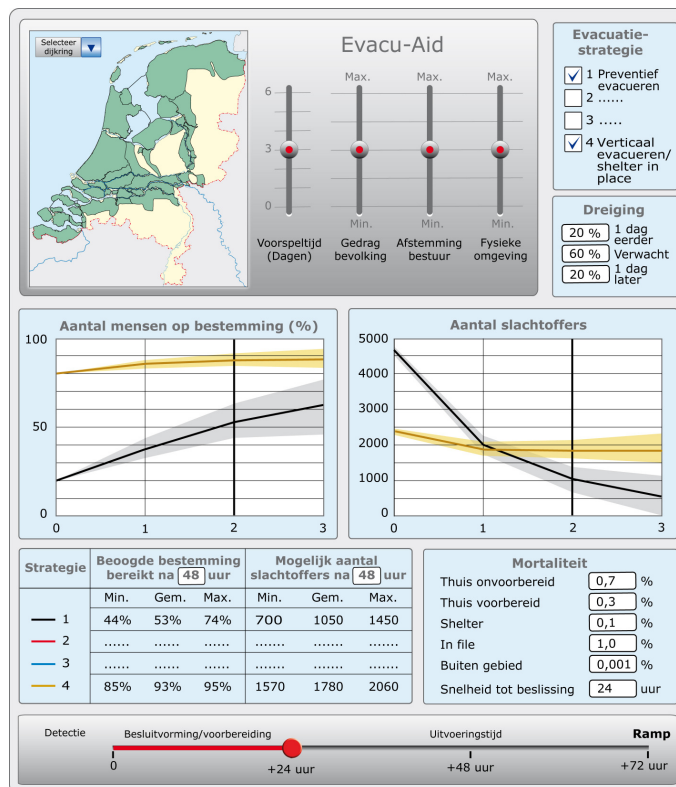 Selecteer
dijkring
Evacu-Aid
6
3
0
Max.
Max.
Max.
Min.
Min.
Min.
Voorspeltijd
(Dagen)
Gedrag
bevolking
Afstemming
bestuur
Fysieke
omgeving
Evacuatie-
strategie
1 Preventief
evacueren
2 ......
3 .....
4 Verticaal
evacueren/
shelter in
place
Dreiging
20 % 1 dag
eerder
60 % Verwacht
20 % 1 dag
later
Aantal mensen op bestemming (%)
100
50
0
0 1 2 3
Aantal slachtoffers
5000
4000
3000
2000
1000
0
0 1 2 3
Strategie
Beoogde bestemming
bereikt na 48 uur
Mogelijk aantal
slachtoffers na 48 uur
Min. Gem. Max. Min. Gem. Max.
1 44% 53% 74% 700 1050 1450
2 ...... ...... ...... ....... ....... .......
3 ...... ...... ...... ....... ....... .......
4 85% 93% 95% 1570 1780 2060
Mortaliteit
Thuis onvoorbereid 0,7 %
Thuis voorbereid 0,3 %
Shelter 0,1 %
In file 1,0 %
Buiten gebied 0,001 %
Snelheid tot beslissing 24 uur
Detectie Besluitvorming/voorbereiding Uitvoeringstijd Ramp
0 +24 uur +48 uur +72 uur